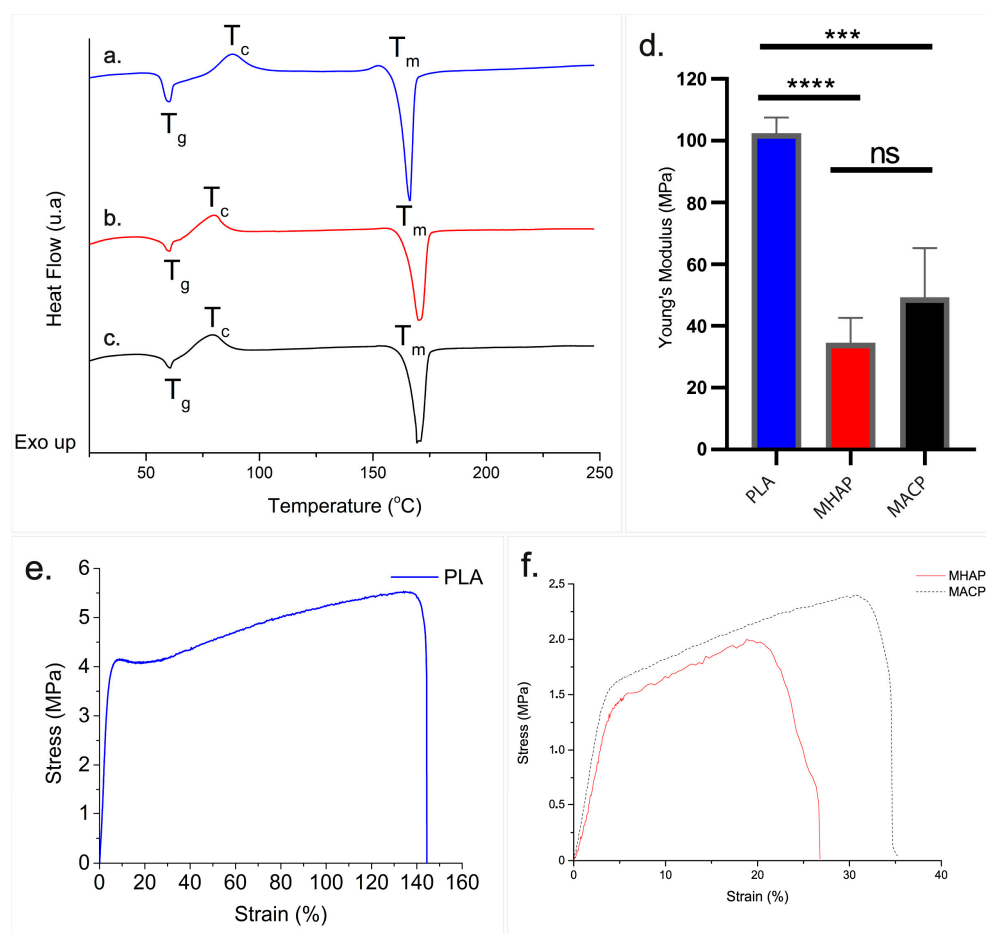 a.
T
c
T
m
T
g
b.
T
c
T
m
T
g
c.
T
c
T
m
T
g
Heat Flow (u.a)
Exo up
50
100
150
200
250
Temperature (°C)
d.
***
****
ns
120
100
80
60
40
20
0
Young's Modulus (MPa)
PLA
MHAP
MACP
e.
PLA
6
5
4
3
2
1
0
Stress (MPa)
0
20
40
60
80
100
120
140
160
Strain (%)
f.
MHAP
MACP
2.5
2.0
1.5
1.0
0.5
0
Stress (MPa)
0
10
20
30
40
Strain (%)